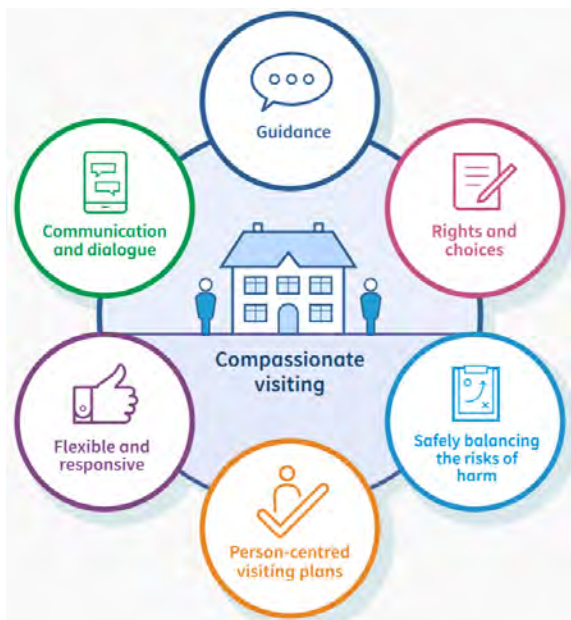 Guidance
Communication
and dialogue
Rights and
choices
Compassionate
visiting
Flexible and
responsive
Safely balancing
the risks of
harm
Person-centred
visiting plans